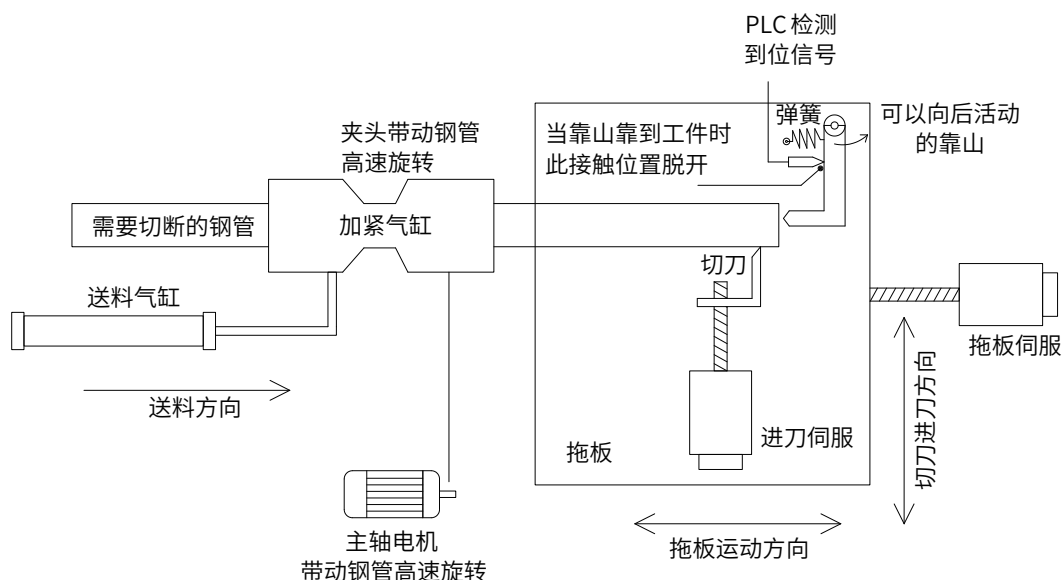 PLC 检测
到位信号
弹簧
可以向后活动
的靠山
当靠山靠到工件时
此接触位置脱开
夹头带动钢管
高速旋转
需要切断的钢管
加紧气缸
切刀
送料气缸
拖板伺服
送料方向
切刀进刀方向
进刀伺服
拖板
主轴电机
带动钢管高速旋转
拖板运动方向